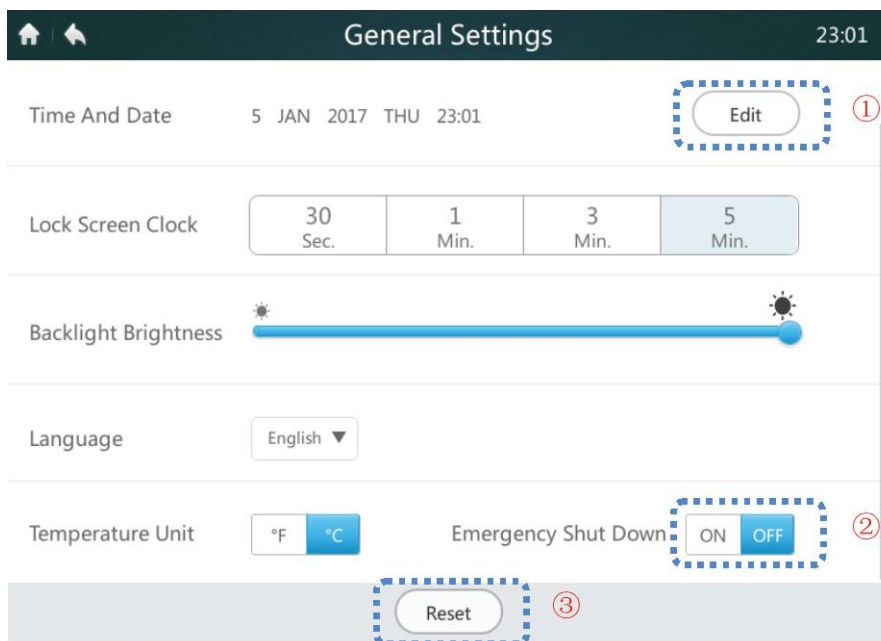 General Settings 23:01
Time And Date 5 JAN 2017 THU 23:01 Edit ①
Lock Screen Clock 30 Sec. 1 Min. 3 Min. 5 Min.
Backlight Brightness
Language English ▼
Temperature Unit °F °C Emergency Shut Down ON OFF ②
Reset ③